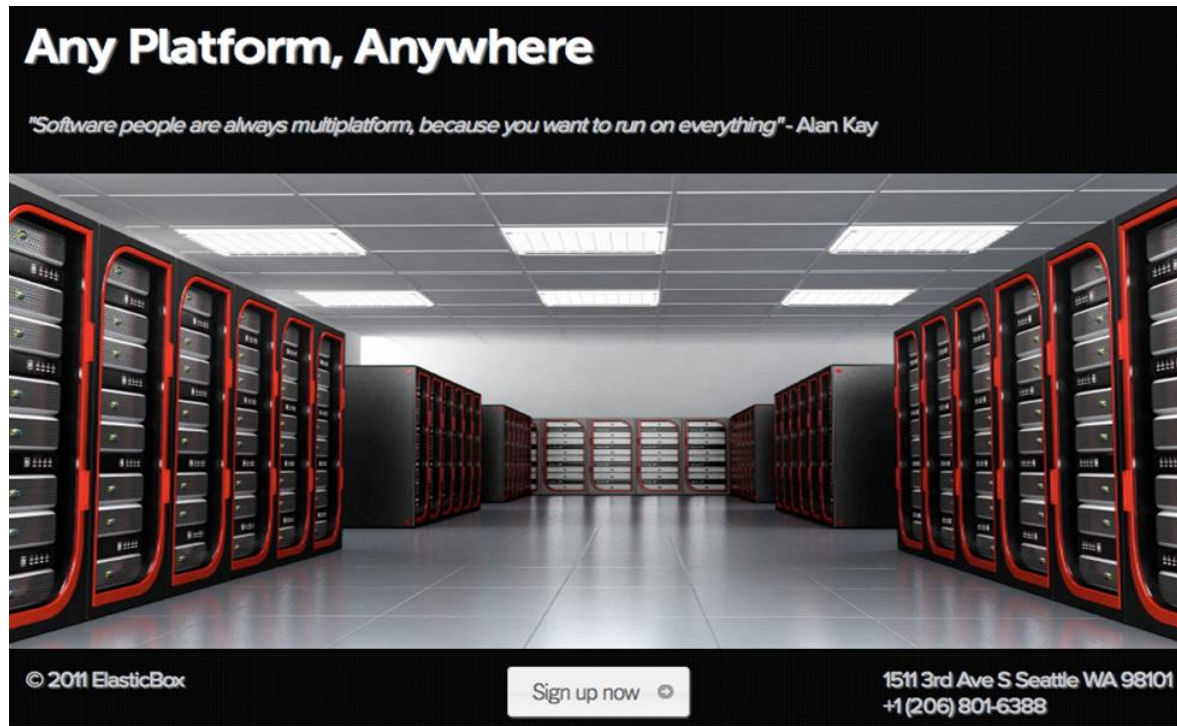 Any Platform, Anywhere
"Software people are always multiplatform, because you want to run on everything" - Alan Kay
© 2011 ElasticBox
Sign up now
1511 3rd Ave S Seattle WA 98101
+1 (206) 801-6388